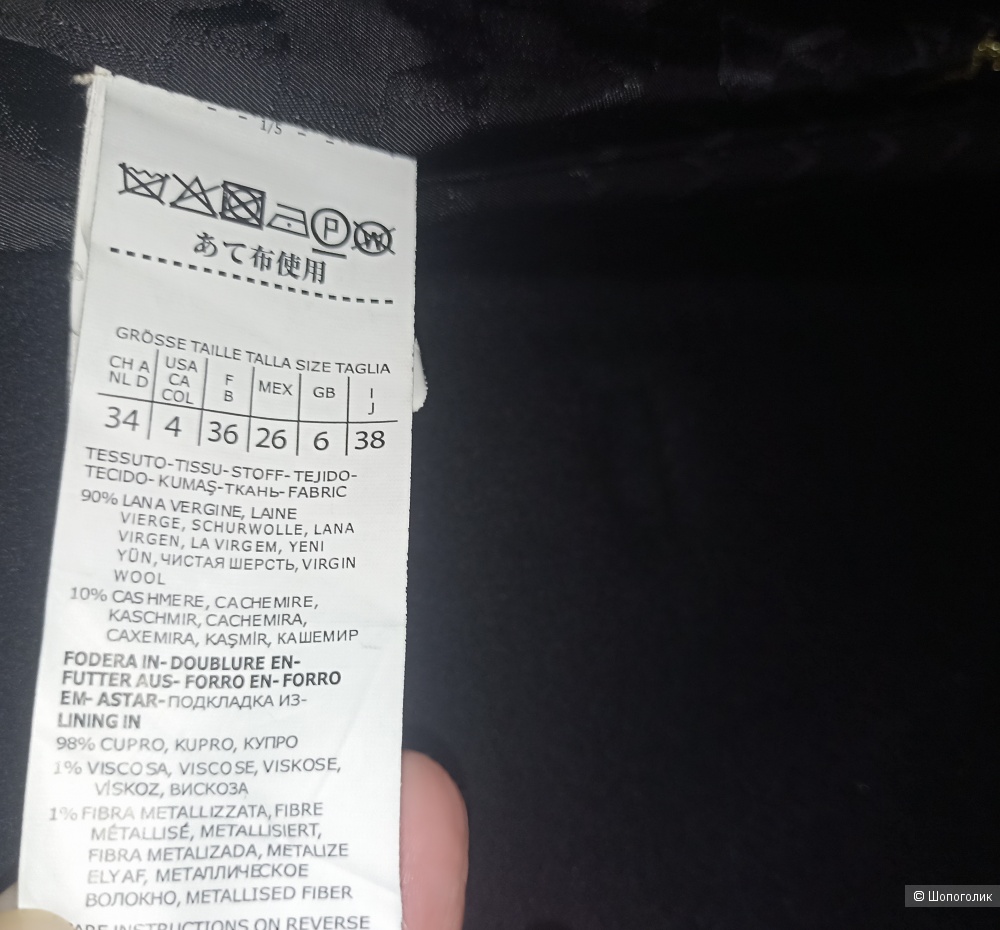 1/5
P
W
あて布使用
GRÖSSE TAILLE TALLA SIZE TAGLIA
CH A NL D USA CA COL F B MEX GB I J
34 4 36 26 6 38
TESSUTO-TISSU-STOFF-TEJIDO-
TECIDO-KUMAŞ-ТКАНЬ-FABRIC
90% LANA VERGINE, LAINE
VIERGE, SCHURWOLLE, LANA
VIRGEN, LA VIRGEM, YENI
YÜN, ЧИСТАЯ ШЕРСТЬ, VIRGIN
WOOL
10% CASHMERE, CACHEMIRE,
KASCHMIR, CACHEMIRA,
CAXEMIRA, KAŞMİR, КАШЕМИР
FODERA IN-DOUBLURE EN-
FUTTER AUS-FORRO EN-FORRO
EM-ASTAR-ПОДКЛАДКА ИЗ-
LINING IN
98% CUPRO, KUPRO, КУПРО
1% VISCOSA, VISCOSE, VISKOSE,
VİSKOZ, ВИСКОЗА
1% FIBRA METALLIZZATA, FIBRE
MÉTALLISÉ, METALLISIERT,
FIBRA METALIZADA, METALIZE
ELYAF, МЕТАЛЛИЧЕСКОЕ
ВОЛОКНО, METALLISED FIBER
CARE INSTRUCTIONS ON REVERSE
© Шопоголик